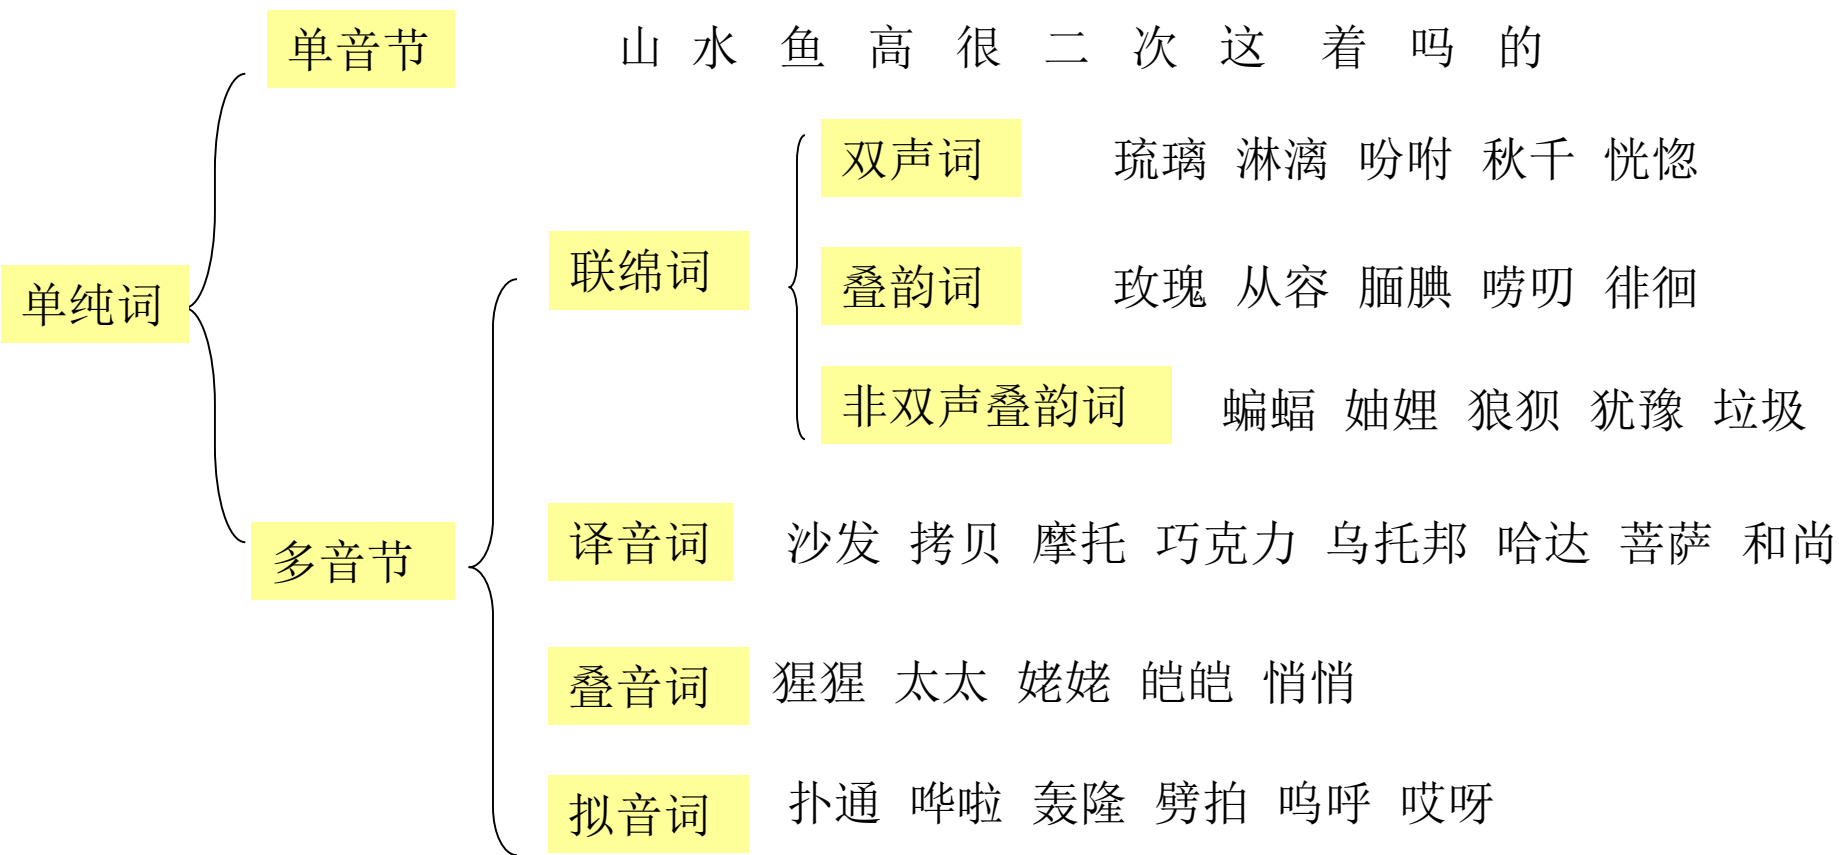 单音节 山 水 鱼 高 很 二 次 这 着 吗 的
双声词 琉璃 淋漓 吩咐 秋千 恍惚
联绵词
叠韵词 玫瑰 从容 腼腆 唠叨 徘徊
单纯词
非双声叠韵词 蝙蝠 妯娌 狼狈 犹豫 垃圾
多音节
译音词 沙发 拷贝 摩托 巧克力 乌托邦 哈达 菩萨 和尚
叠音词 猩猩 太太 姥姥 皑皑 悄悄
拟音词 扑通 哗啦 轰隆 劈拍 呜呼 哎呀